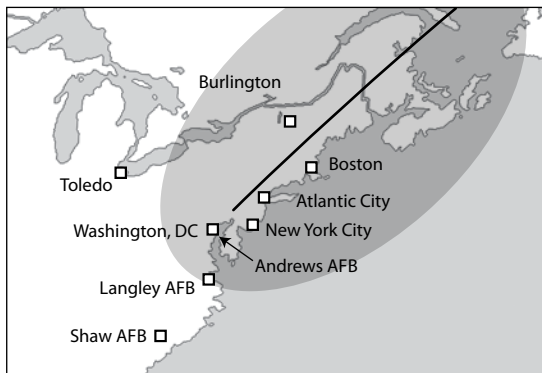 Burlington
Boston
Toledo
Atlantic City
Washington, DC
New York City
Andrews AFB
Langley AFB
Shaw AFB